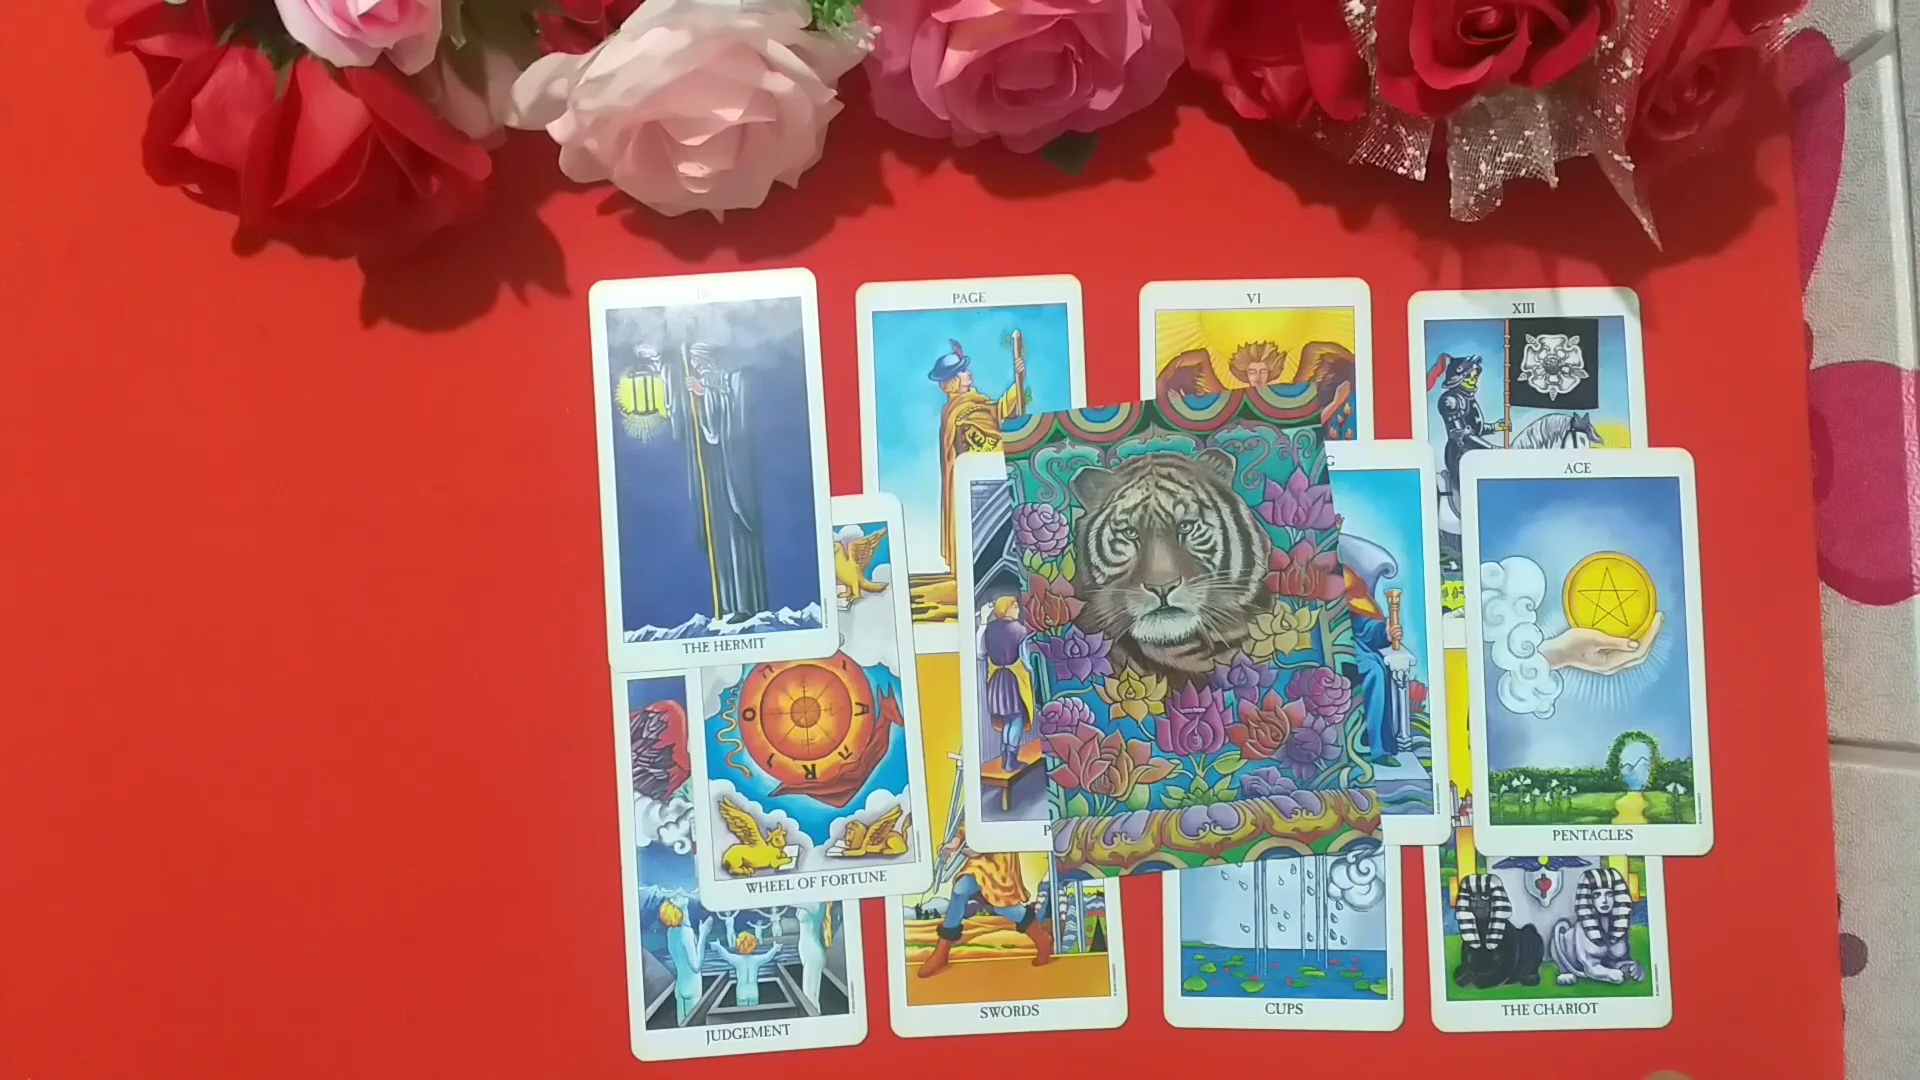 IX
PAGE
VI
XIII
ACE
THE HERMIT
PENTACLES
WHEEL OF FORTUNE
JUDGEMENT
SWORDS
CUPS
THE CHARIOT